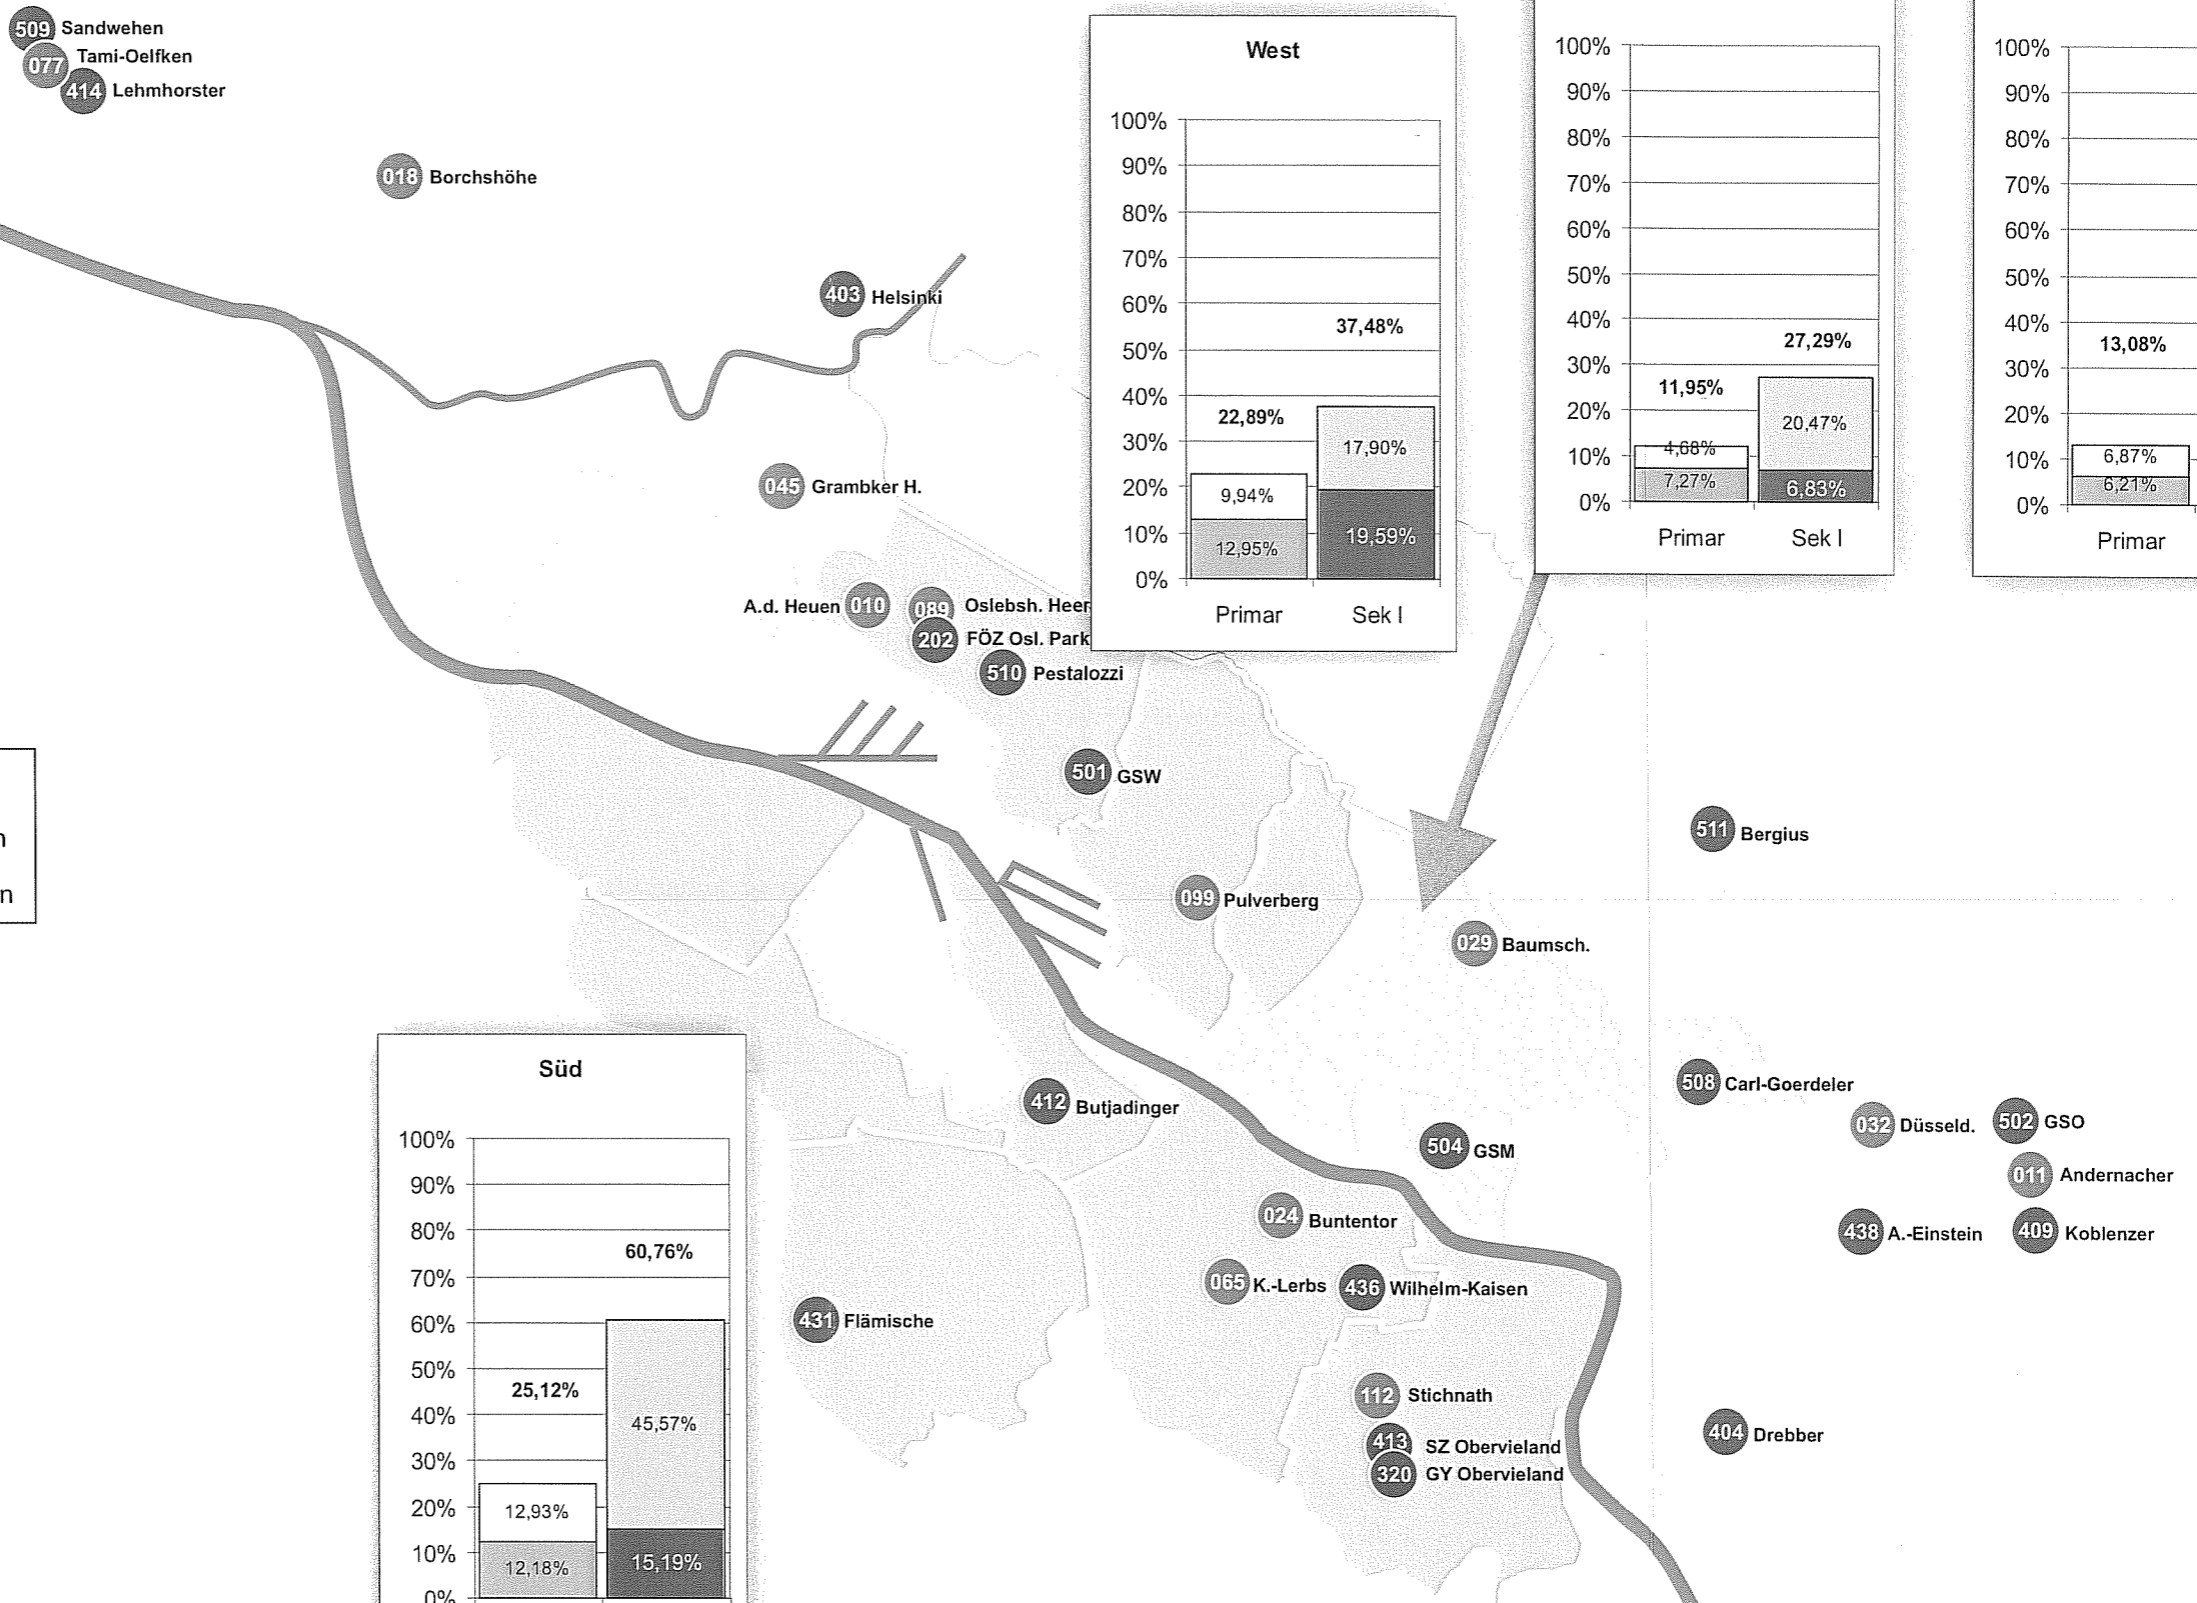 509 Sandwehen
077 Tami-Oelfken
414 Lehmhorster
018 Borchshöhe
403 Helsinki
045 Grambker H.
A.d. Heuen 010
089 Oslebsh. Heer
202 FÖZ Osl. Park
510 Pestalozzi
501 GSW
099 Pulverberg
029 Baumsch.
511 Bergius
508 Carl-Goerdeler
032 Düsseld.
502 GSO
011 Andernacher
438 A.-Einstein
409 Koblenzer
412 Butjadinger
504 GSM
024 Buntentor
065 K.-Lerbs
436 Wilhelm-Kaisen
431 Flämische
112 Stichnath
413 SZ Obervieland
320 GY Obervieland
404 Drebber
n
n
West
100%
90%
80%
70%
60%
50%
40%
30%
20%
10%
0%
37,48%
22,89%
17,90%
9,94%
19,59%
12,95%
Primar Sek I
100%
90%
80%
70%
60%
50%
40%
30%
20%
10%
0%
27,29%
11,95%
20,47%
4,68%
7,27%
6,83%
Primar Sek I
100%
90%
80%
70%
60%
50%
40%
30%
20%
10%
0%
13,08%
6,87%
6,21%
Primar
Süd
100%
90%
80%
70%
60%
50%
40%
30%
20%
10%
0%
60,76%
25,12%
45,57%
12,93%
15,19%
12,18%